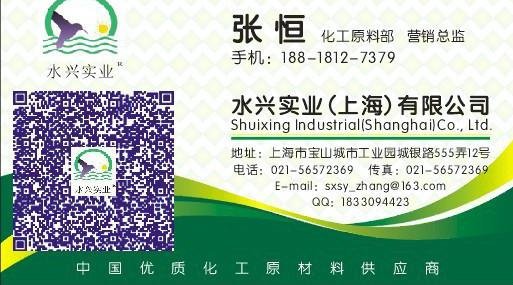 水兴实业®
张恒 化工原料部 营销总监
手机：188-1812-7379
水兴实业（上海）有限公司
Shuixing Industrial(Shanghai)Co., Ltd.
地址：上海市宝山城市工业园城银路555弄12号
电话：021-56572369 传真：021-56572369
E-mail：sxsy_zhang@163.com
QQ：1833094423
水兴实业®
中国优质化工原材料供应商